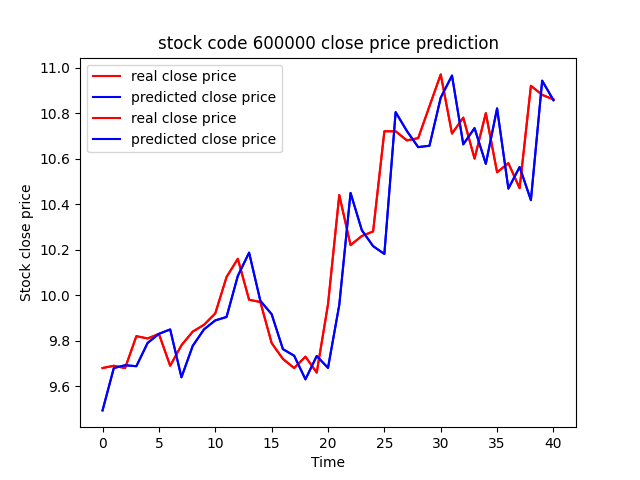 stock code 600000 close price prediction
real close price
predicted close price
real close price
predicted close price
Stock close price
11.0
10.8
10.6
10.4
10.2
10.0
9.8
9.6
0 5 10 15 20 25 30 35 40
Time